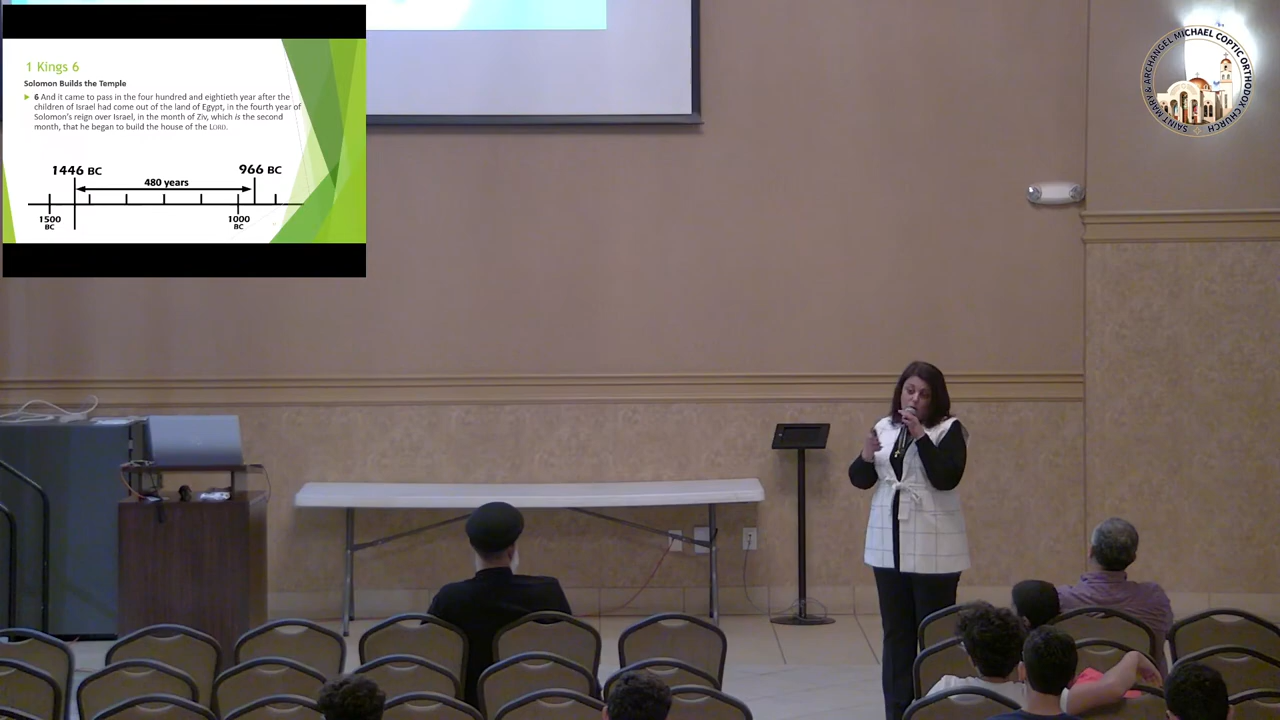 1 Kings 6
Solomon Builds the Temple
6 And it came to pass in the four hundred and eightieth year after the
children of Israel had come out of the land of Egypt, in the fourth year of
Solomon's reign over Israel, in the month of Ziv, which is the second
month, that he began to build the house of the LORD.
1446 BC
966 BC
480 years
1500
BC
1000
BC
SAINT MARY & ARCHANGEL MICHAEL COPTIC ORTHODOX CHURCH